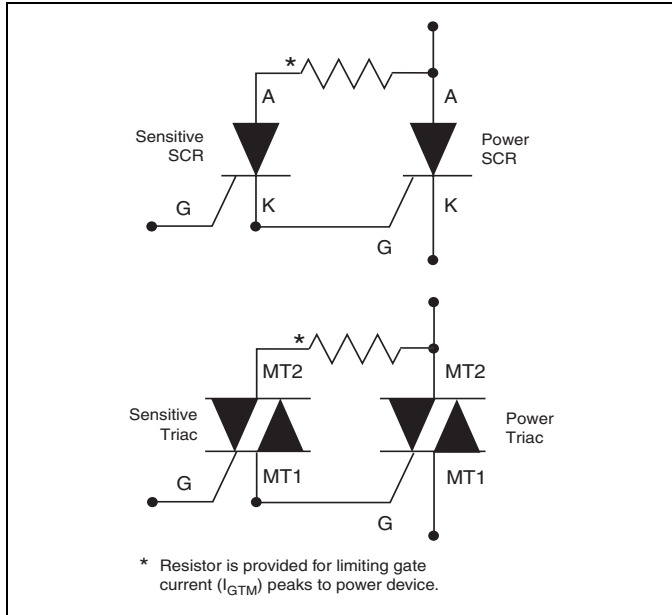 *
A
A
Sensitive
SCR
Power
SCR
G
K
K
G
*
MT2
MT2
Sensitive
Triac
Power
Triac
G
MT1
MT1
G
* Resistor is provided for limiting gate
current (IGTM) peaks to power device.